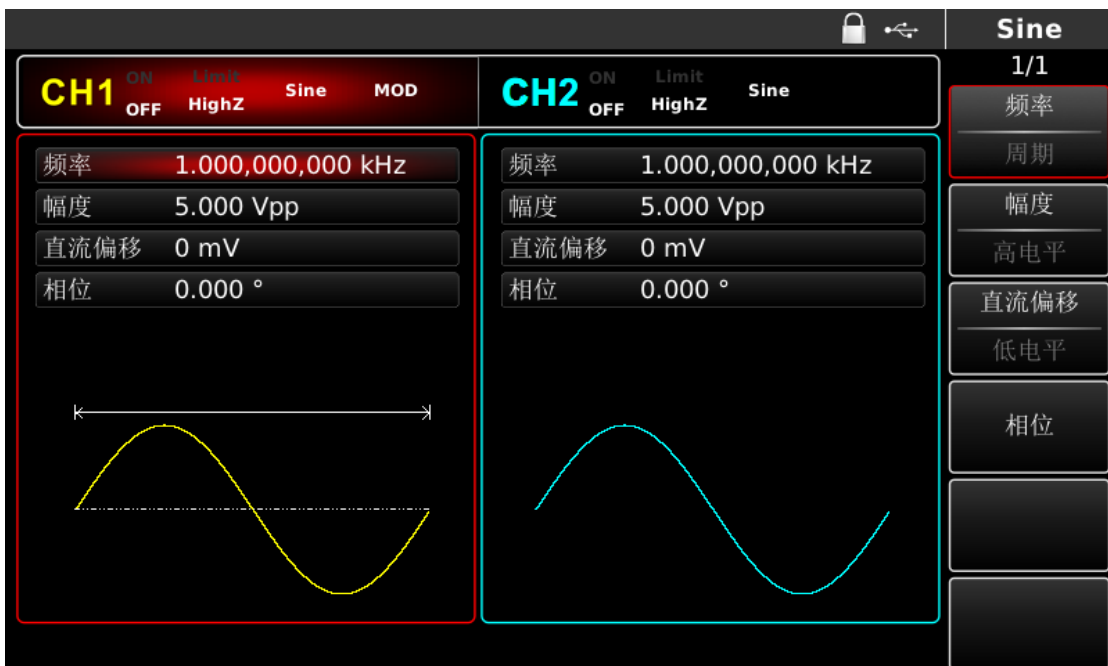 Sine
1/1
CH1 ON OFF Limit HighZ Sine MOD
CH2 ON OFF Limit HighZ Sine
频率 1.000,000,000 kHz
幅度 5.000 Vpp
直流偏移 0 mV
相位 0.000 °
频率 1.000,000,000 kHz
幅度 5.000 Vpp
直流偏移 0 mV
相位 0.000 °
频率
周期
幅度
高电平
直流偏移
低电平
相位